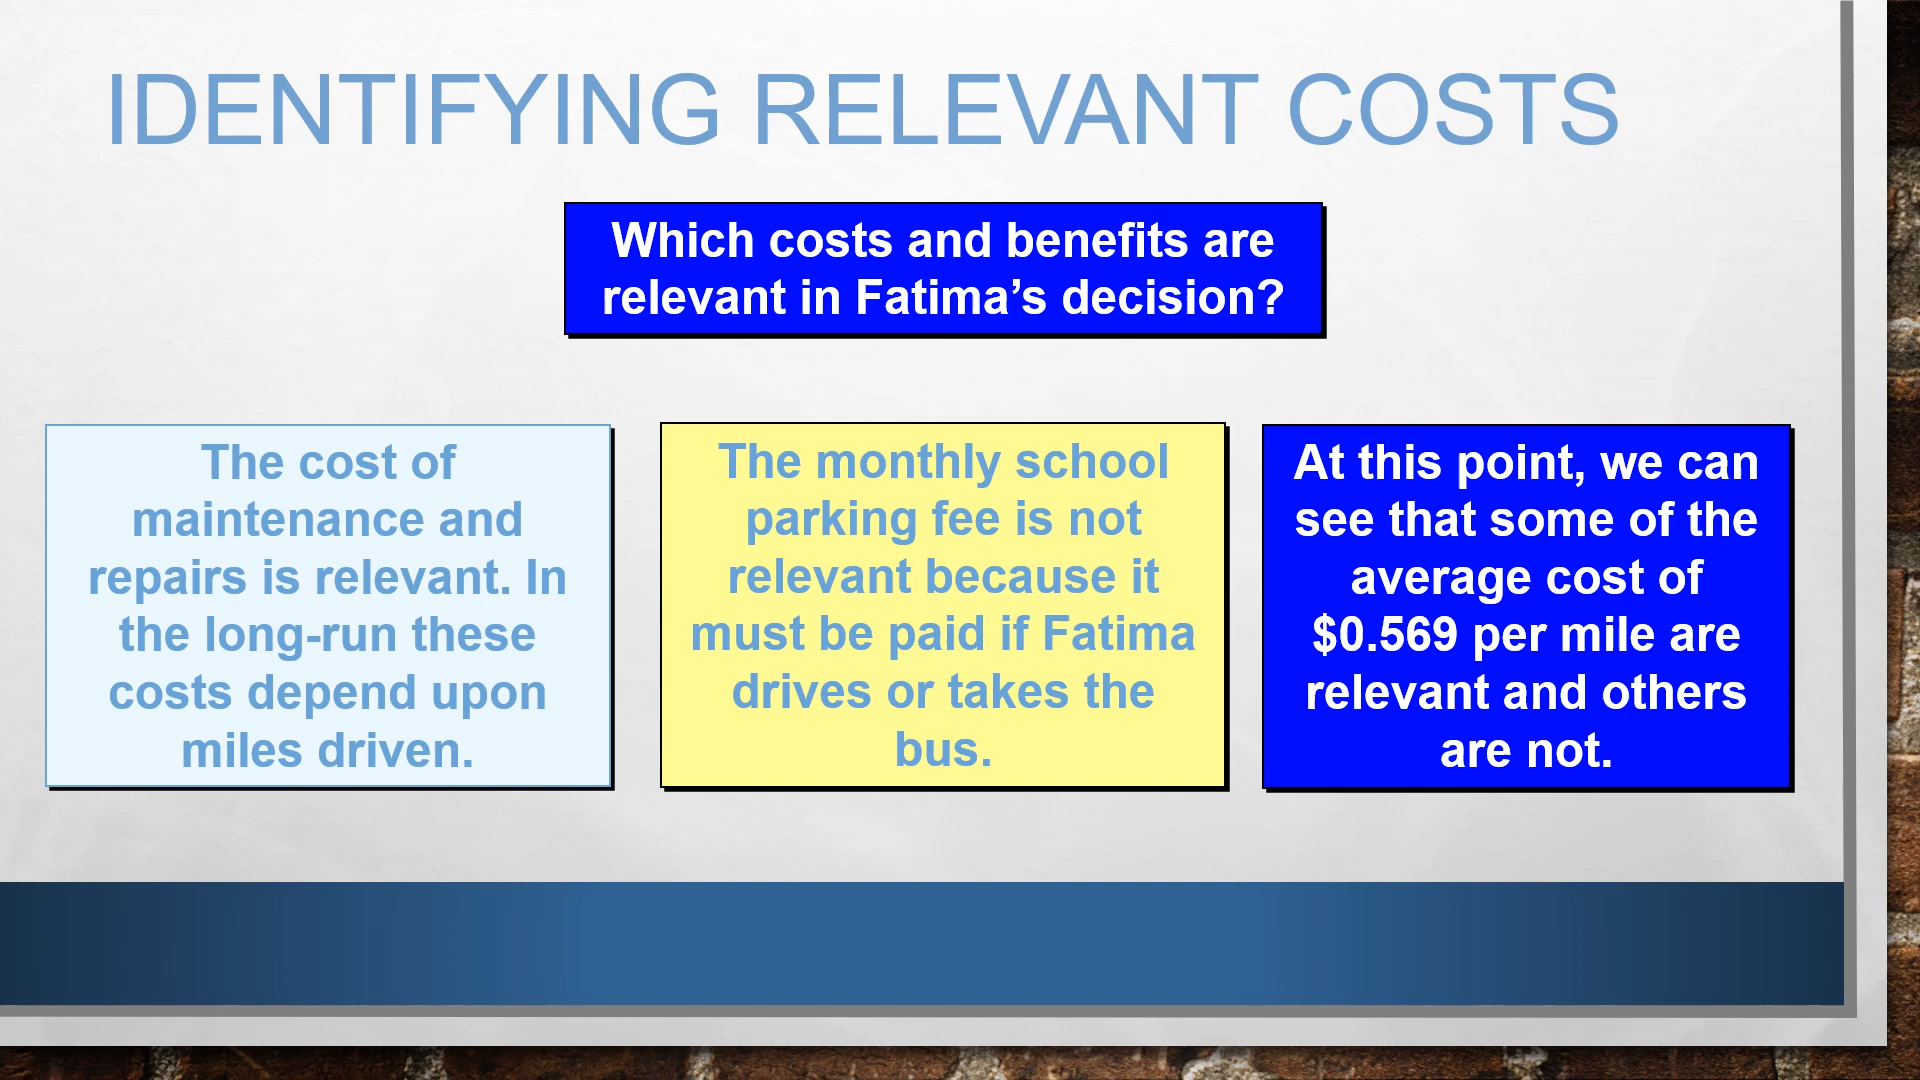 IDENTIFYING RELEVANT COSTS
Which costs and benefits are
relevant in Fatima’s decision?
The cost of
maintenance and
repairs is relevant. In
the long-run these
costs depend upon
miles driven.
The monthly school
parking fee is not
relevant because it
must be paid if Fatima
drives or takes the
bus.
At this point, we can
see that some of the
average cost of
$0.569 per mile are
relevant and others
are not.